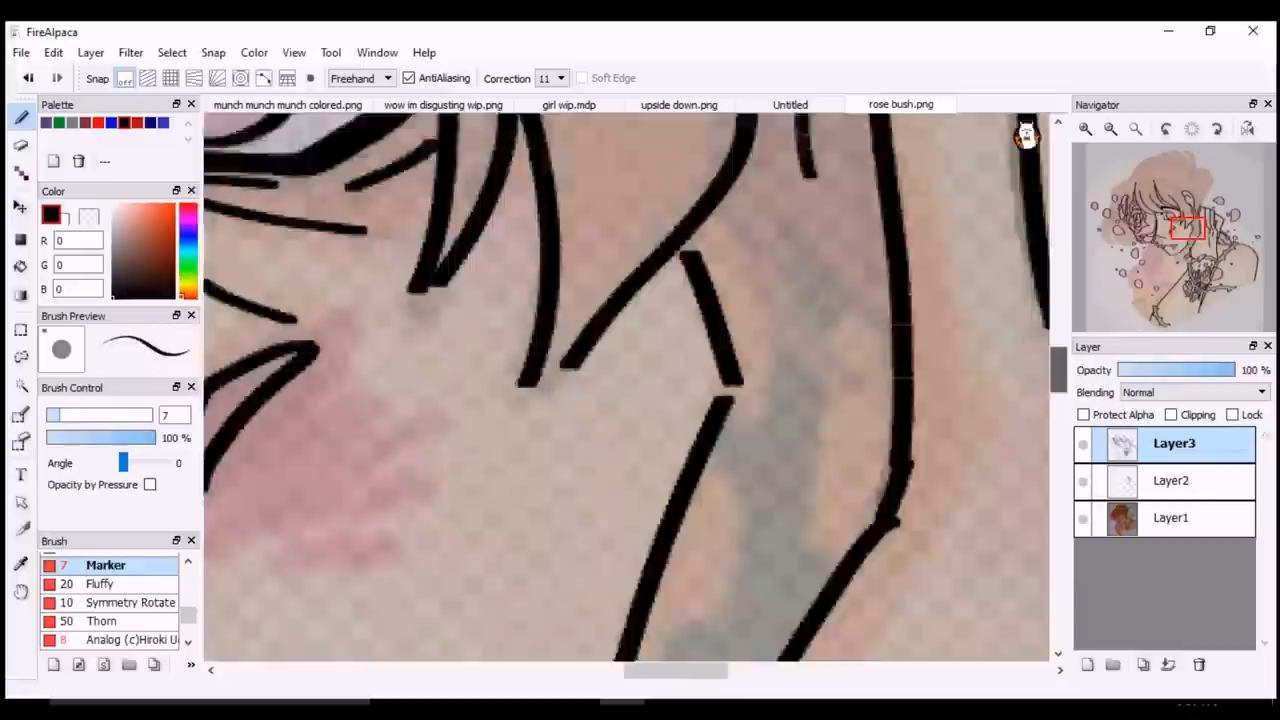 FireAlpaca
File Edit Layer Filter Select Snap Color View Tool Window Help
Snap off Freehand AntiAliasing Correction 11 Soft Edge
Palette
munch munch munch colored.png wow im disgusting wip.png girl wip.mdp upside down.png Untitled rose bush.png
Navigator
---
Color
R 0
G 0
B 0
Brush Preview
*
Brush Control
7
100 %
Angle 0
Opacity by Pressure
Brush
7 Marker
20 Fluffy
10 Symmetry Rotate
50 Thorn
8 Analog (c)Hiroki U
»
Layer
Opacity 100 %
Blending Normal
Protect Alpha Clipping Lock
Layer3
Layer2
Layer1